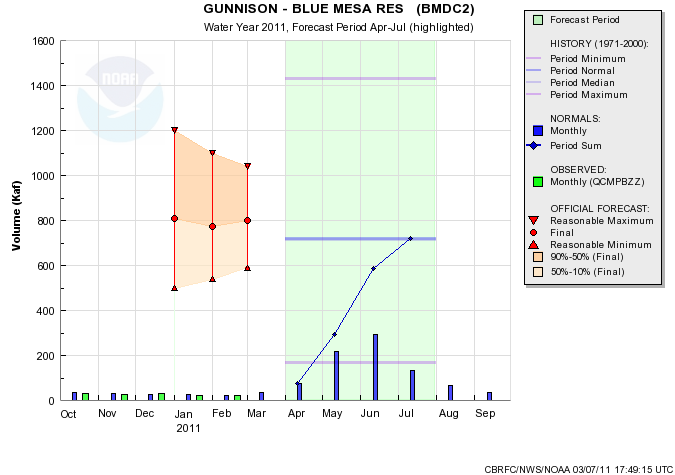 GUNNISON - BLUE MESA RES (BMDC2)
Water Year 2011, Forecast Period Apr-Jul (highlighted)
Volume (Kaf)
1600
1400
1200
1000
800
600
400
200
0
NOAA
Oct
Nov
Dec
Jan
2011
Feb
Mar
Apr
May
Jun
Jul
Aug
Sep
Forecast Period
HISTORY (1971-2000):
Period Minimum
Period Normal
Period Median
Period Maximum
NORMALS:
Monthly
Period Sum
OBSERVED:
Monthly (QCMPBZZ)
OFFICIAL FORECAST:
Reasonable Maximum
Final
Reasonable Minimum
90%-50% (Final)
50%-10% (Final)
CBRFC/NWS/NOAA 03/07/11 17:49:15 UTC